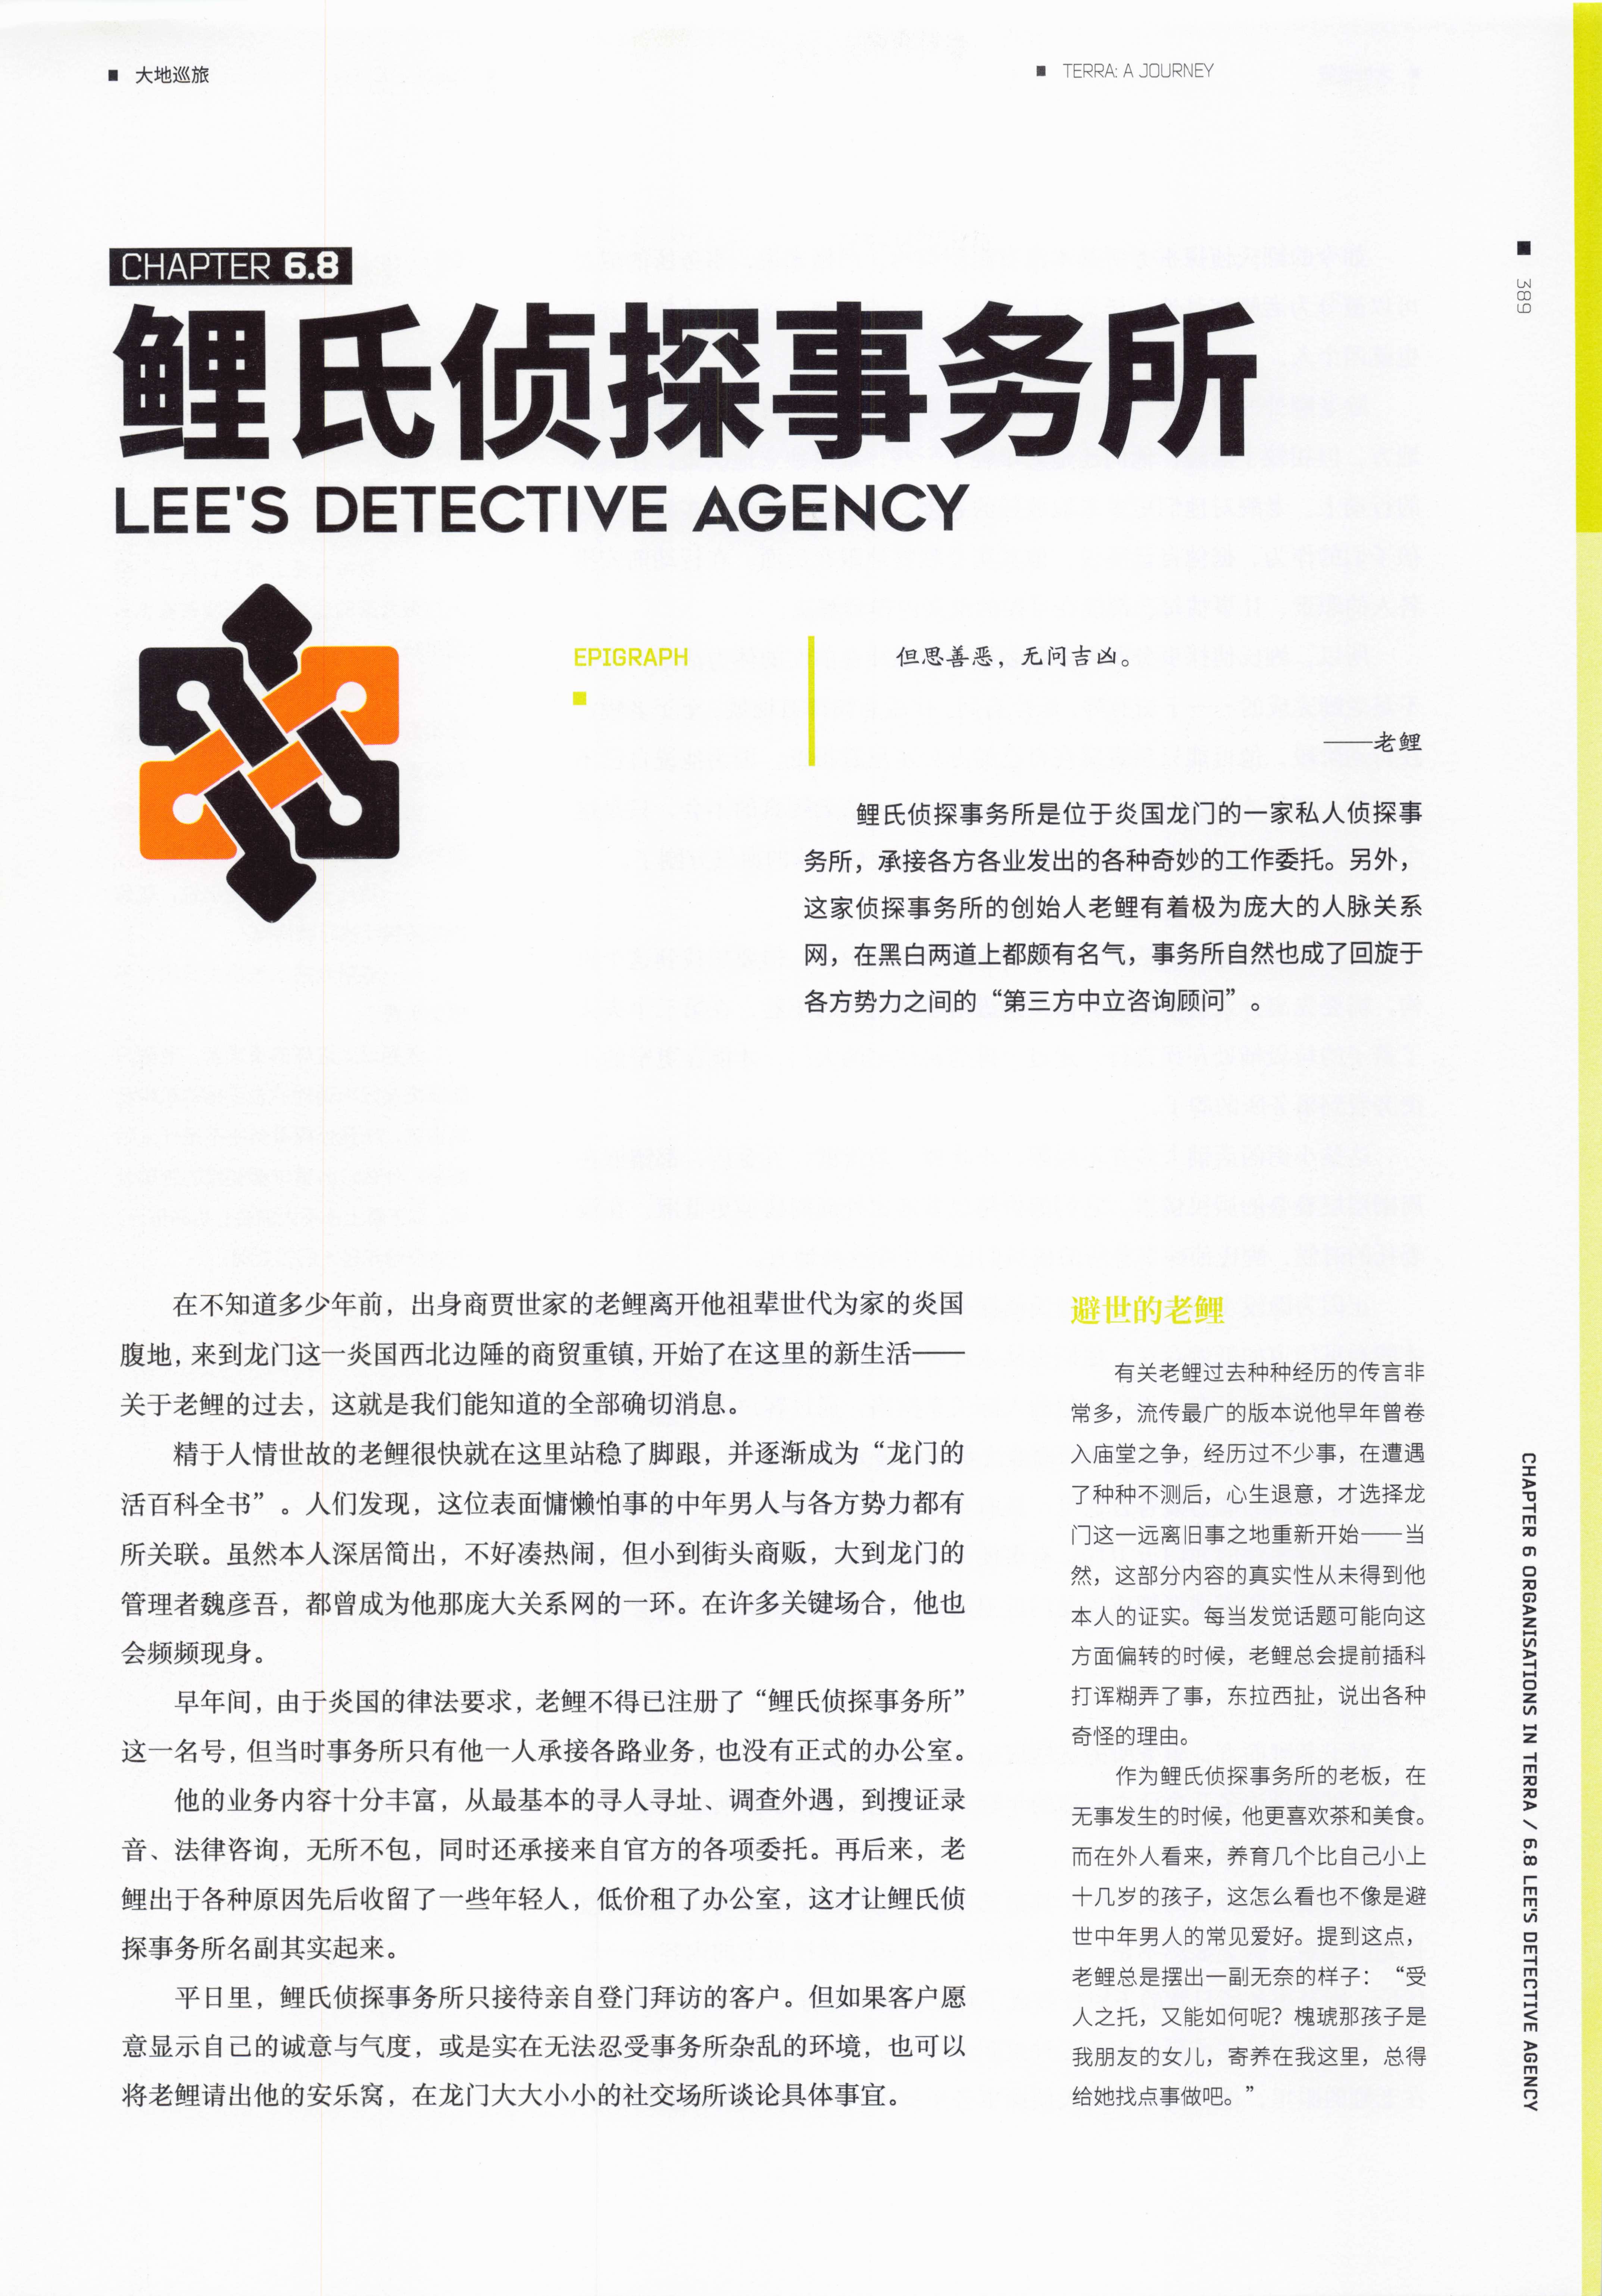 大地巡旅
TERRA: A JOURNEY
389
CHAPTER 6.8
鲤氏侦探事务所
LEE'S DETECTIVE AGENCY
EPIGRAPH
但思善恶，无问吉凶。
——老鲤
鲤氏侦探事务所是位于炎国龙门的一家私人侦探事
务所，承接各方各业发出的各种奇妙的工作委托。另外，
这家侦探事务所的创始人老鲤有着极为庞大的人脉关系
网，在黑白两道上都颇有名气，事务所自然也成了回旋于
各方势力之间的“第三方中立咨询顾问”。
在不知道多少年前，出身商贾世家的老鲤离开他祖辈世代为家的炎国
腹地，来到龙门这一炎国西北边陲的商贸重镇，开始了在这里的新生活——
关于老鲤的过去，这就是我们能知道的全部确切消息。
精于人情世故的老鲤很快就在这里站稳了脚跟，并逐渐成为“龙门的
活百科全书”。人们发现，这位表面慵懒怕事的中年男人与各方势力都有
所关联。虽然本人深居简出，不好凑热闹，但小到街头商贩，大到龙门的
管理者魏彦吾，都曾成为他那庞大关系网的一环。在许多关键场合，他也
会频频现身。
早年间，由于炎国的律法要求，老鲤不得已注册了“鲤氏侦探事务所”
这一名号，但当时事务所只有他一人承接各路业务，也没有正式的办公室。
他的业务内容十分丰富，从最基本的寻人寻址、调查外遇，到搜证录
音、法律咨询，无所不包，同时还承接来自官方的各项委托。再后来，老
鲤出于各种原因先后收留了一些年轻人，低价租了办公室，这才让鲤氏侦
探事务所名副其实起来。
平日里，鲤氏侦探事务所只接待亲自登门拜访的客户。但如果客户愿
意显示自己的诚意与气度，或是实在无法忍受事务所杂乱的环境，也可以
将老鲤请出他的安乐窝，在龙门大大小小的社交场所谈论具体事宜。
避世的老鲤
有关老鲤过去种种经历的传言非
常多，流传最广的版本说他早年曾卷
入庙堂之争，经历过不少事，在遭遇
了种种不测后，心生退意，才选择龙
门这一远离旧事之地重新开始——当
然，这部分内容的真实性从未得到他
本人的证实。每当发觉话题可能向这
方面偏转的时候，老鲤总会提前插科
打诨糊弄了事，东拉西扯，说出各种
奇怪的理由。
作为鲤氏侦探事务所的老板，在
无事发生的时候，他更喜欢茶和美食。
而在外人看来，养育几个比自己小上
十几岁的孩子，这怎么看也不像是避
世中年男人的常见爱好。提到这点，
老鲤总是摆出一副无奈的样子：“受
人之托，又能如何呢？槐琥那孩子是
我朋友的女儿，寄养在我这里，总得
给她找点事做吧。”
CHAPTER 6 ORGANISATIONS IN TERRA / 6.8 LEE'S DETECTIVE AGENCY